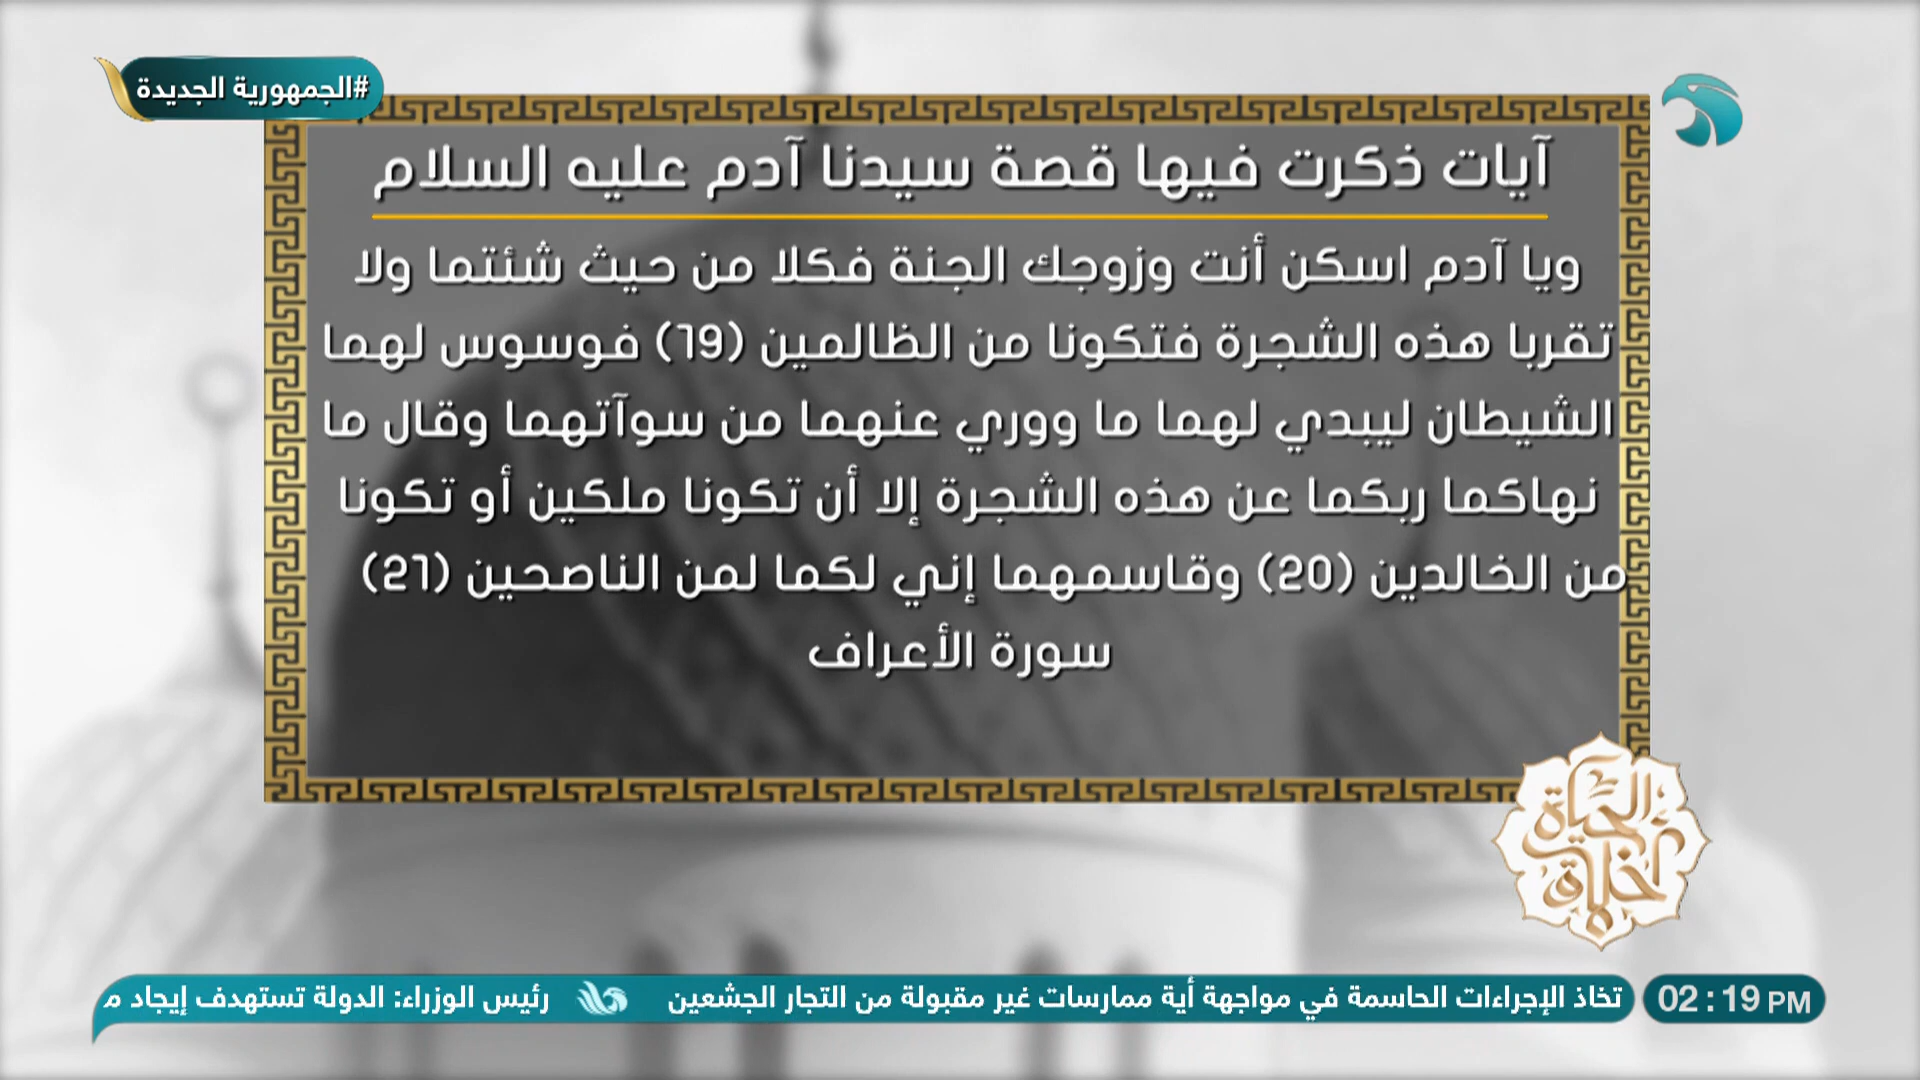 #الجمهورية الجديدة
آيات ذكرت فيها قصة سيدنا آدم عليه السلام
ويا آدم اسكن أنت وزوجك الجنة فكلا من حيث شئتما ولا
تقربا هذه الشجرة فتكونا من الظالمين (19) فوسوس لهما
الشيطان ليبدي لهما ما ووري عنهما من سوآتهما وقال ما
نهاكما ربكما عن هذه الشجرة إلا أن تكونا ملكين أو تكونا
من الخالدين (20) وقاسمهما إني لكما لمن الناصحين (21)
سورة الأعراف
الحياة
أخلاق
تخاذ الإجراءات الحاسمة في مواجهة أية ممارسات غير مقبولة من التجار الجشعين رئيس الوزراء: الدولة تستهدف إيجاد م
02:19 PM